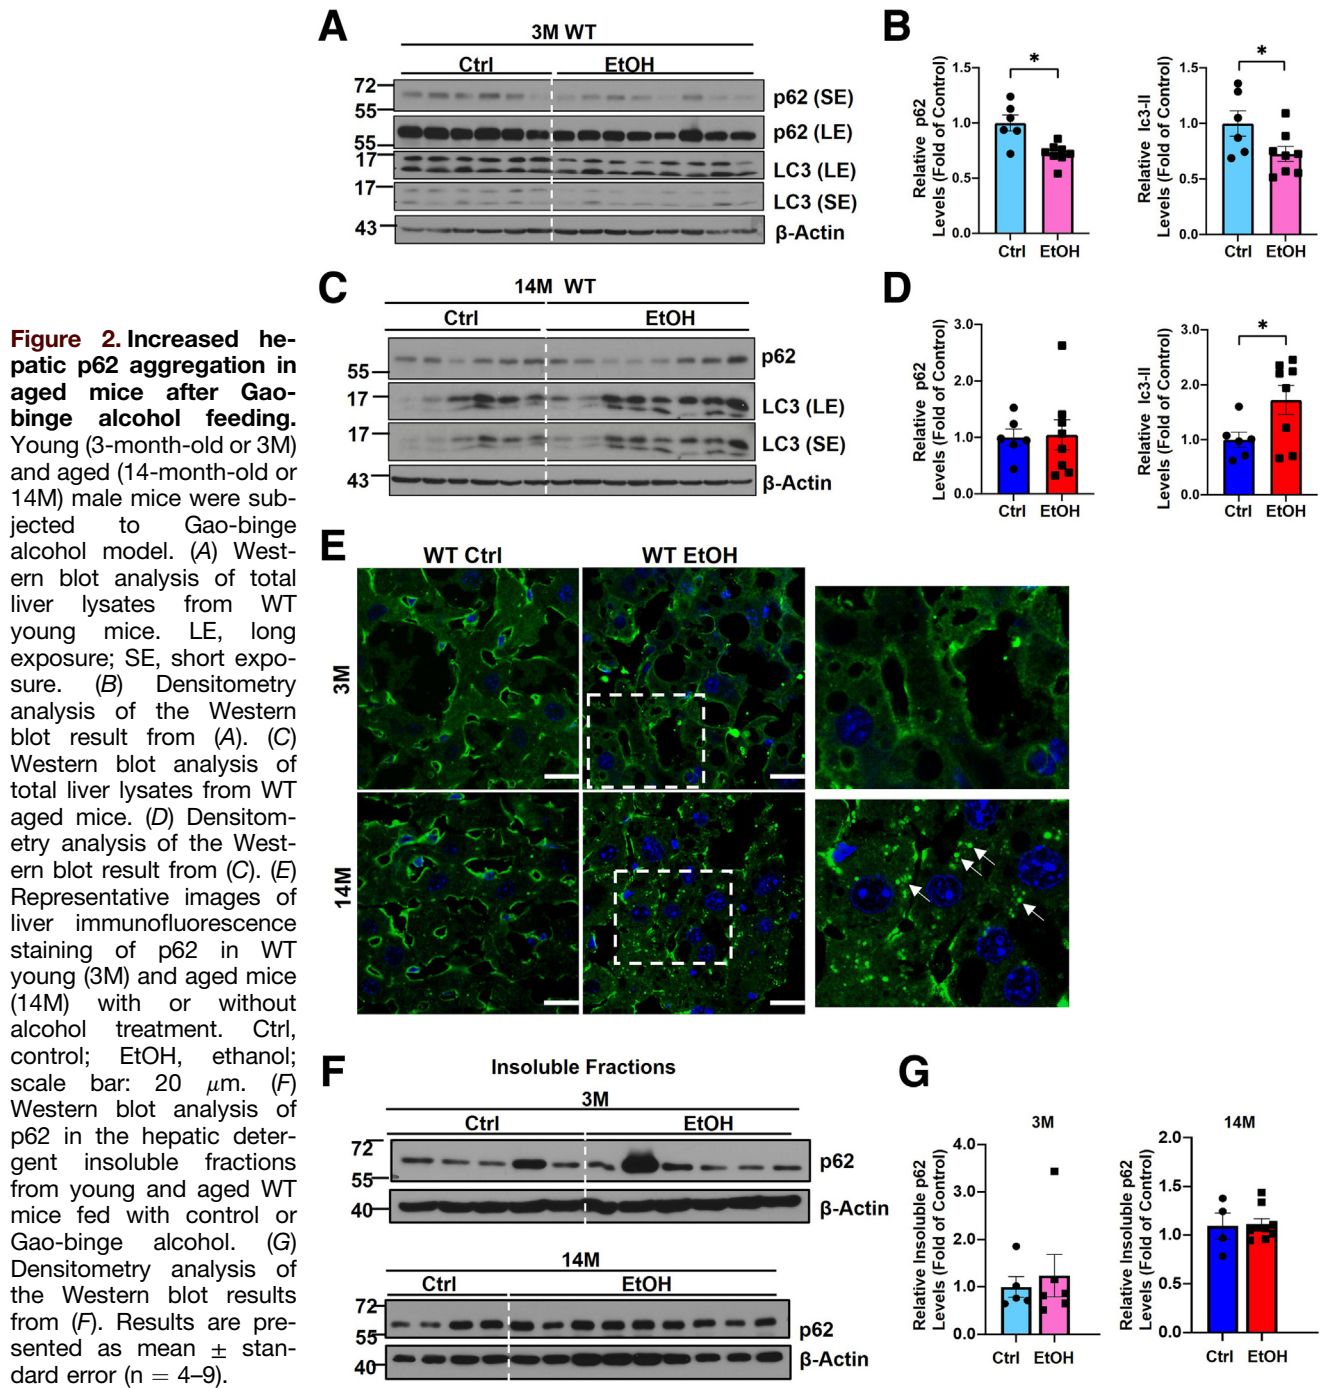 Figure 2. Increased he-
patic p62 aggregation in
aged mice after Gao-
binge alcohol feeding.
Young (3-month-old or 3M)
and aged (14-month-old or
14M) male mice were sub-
jected to Gao-binge
alcohol model. (A) West-
ern blot analysis of total
liver lysates from WT
young mice. LE, long
exposure; SE, short expo-
sure. (B) Densitometry
analysis of the Western
blot result from (A). (C)
Western blot analysis of
total liver lysates from WT
aged mice. (D) Densitom-
etry analysis of the West-
ern blot result from (C). (E)
Representative images of
liver immunofluorescence
staining of p62 in WT
young (3M) and aged mice
(14M) with or without
alcohol treatment. Ctrl,
control; EtOH, ethanol;
scale bar: 20 μm. (F)
Western blot analysis of
p62 in the hepatic deter-
gent insoluble fractions
from young and aged WT
mice fed with control or
Gao-binge alcohol. (G)
Densitometry analysis of
the Western blot results
from (F). Results are pre-
sented as mean ± stan-
dard error (n = 4–9).
A
3M WT
Ctrl EtOH
72
55
p62 (SE)
55
p62 (LE)
17
LC3 (LE)
17
LC3 (SE)
43
β-Actin
B
Relative p62
Levels (Fold of Control)
1.5
1.0
0.5
0.0
*
Ctrl EtOH
Relative lc3-II
Levels (Fold of Control)
1.5
1.0
0.5
0.0
*
Ctrl EtOH
C
14M WT
Ctrl EtOH
55
p62
17
LC3 (LE)
17
LC3 (SE)
43
β-Actin
D
Relative p62
Levels (Fold of Control)
3.0
2.0
1.0
0.0
Ctrl EtOH
Relative lc3-II
Levels (Fold of Control)
3.0
2.0
1.0
0.0
*
Ctrl EtOH
E
WT Ctrl WT EtOH
3M
14M
F
Insoluble Fractions
3M
Ctrl EtOH
72
55
p62
40
β-Actin
14M
Ctrl EtOH
72
55
p62
40
β-Actin
G
3M
Relative Insoluble p62
Levels (Fold of Control)
4.0
3.0
2.0
1.0
0.0
Ctrl EtOH
14M
Relative Insoluble p62
Levels (Fold of Control)
2.0
1.5
1.0
0.5
0.0
Ctrl EtOH